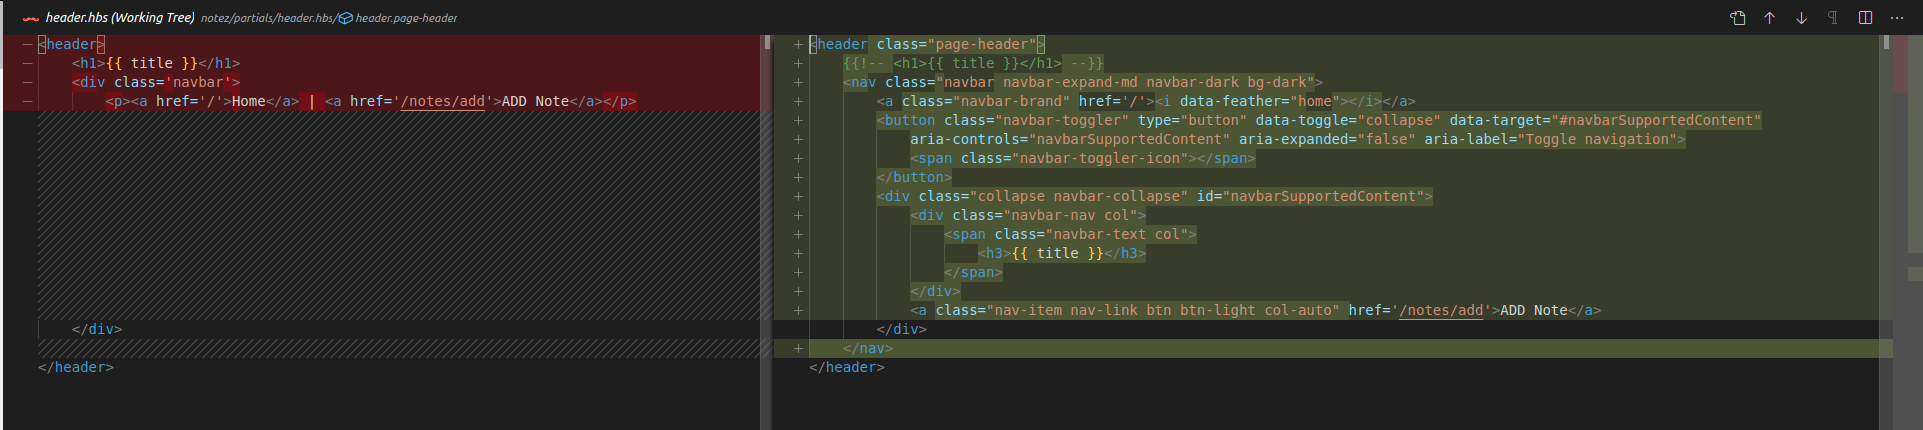 header.hbs (Working Tree) notez/partials/header.hbs/ header.page-header
<header>
<h1>{{ title }}</h1>
<div class='navbar'>
<p><a href='/'>Home</a> | <a href='/notes/add'>ADD Note</a></p>
</div>
</header>
<header class="page-header">
{{!-- <h1>{{ title }}</h1> --}}
<nav class="navbar navbar-expand-md navbar-dark bg-dark">
<a class="navbar-brand" href='/'><i data-feather="home"></i></a>
<button class="navbar-toggler" type="button" data-toggle="collapse" data-target="#navbarSupportedContent"
aria-controls="navbarSupportedContent" aria-expanded="false" aria-label="Toggle navigation">
<span class="navbar-toggler-icon"></span>
</button>
<div class="collapse navbar-collapse" id="navbarSupportedContent">
<div class="navbar-nav col">
<span class="navbar-text col">
<h3>{{ title }}</h3>
</span>
</div>
<a class="nav-item nav-link btn btn-light col-auto" href='/notes/add'>ADD Note</a>
</div>
</nav>
</header>